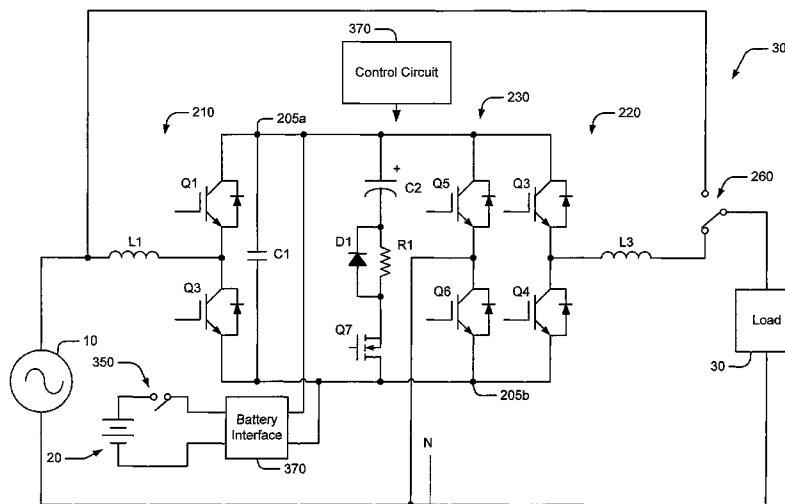 370
30
Control Circuit
210
205a
230
220
+
Q1
C2
Q5
Q3
260
L1
D1
R1
L3
C1
Q3
Q6
Q4
Q7
10
Load
350
30
205b
Battery
Interface
20
370
N